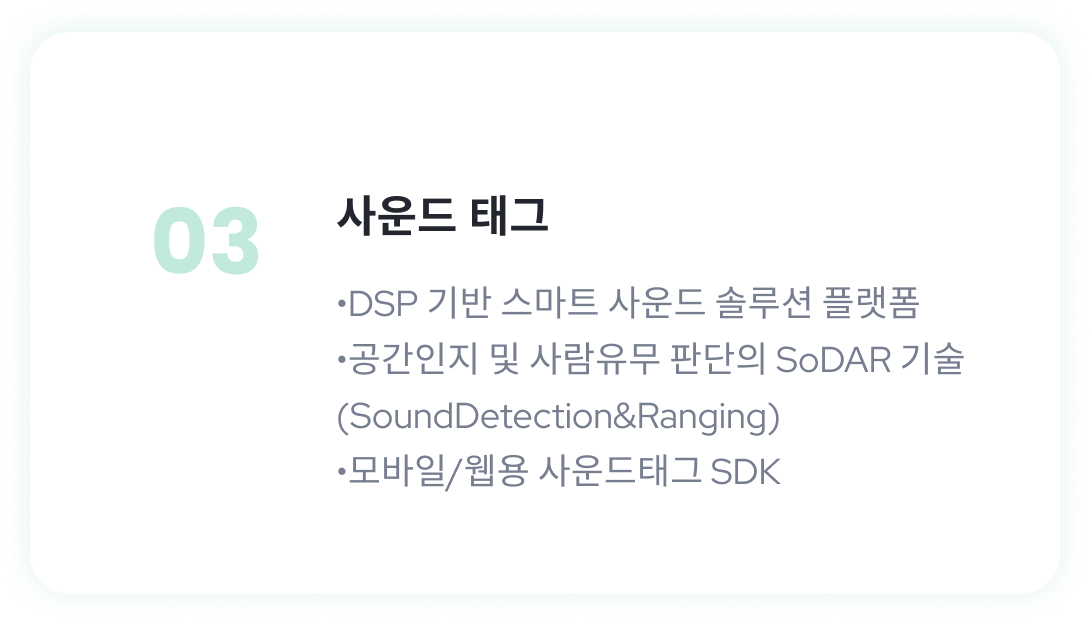 03
사운드 태그
•DSP 기반 스마트 사운드 솔루션 플랫폼
•공간인지 및 사람유무 판단의 SoDAR 기술
(SoundDetection&Ranging)
•모바일/웹용 사운드태그 SDK